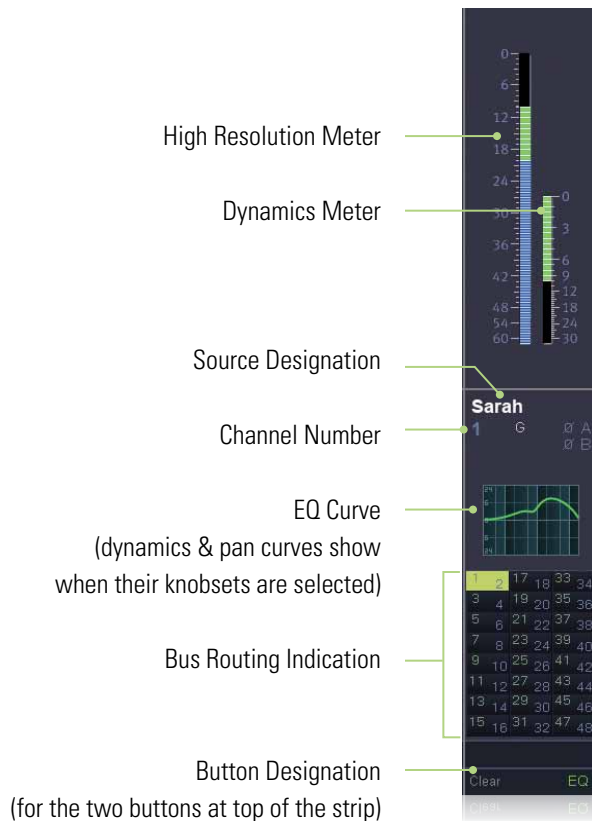 0
6
12
High Resolution Meter
18
24
0
Dynamics Meter
30
3
36
6
42
9
12
48
18
54
24
60
30
Source Designation
Sarah
Channel Number
1 G Ø A
Ø B
EQ Curve
24
6
6
24
(dynamics & pan curves show
when their knobsets are selected)
1 2 17 18 33 34
3 4 19 20 35 36
5 6 21 22 37 38
7 8 23 24 39 40
Bus Routing Indication
9 10 25 26 41 42
11 12 27 28 43 44
13 14 29 30 45 46
15 16 31 32 47 48
Button Designation
Clear EQ
(for the two buttons at top of the strip)